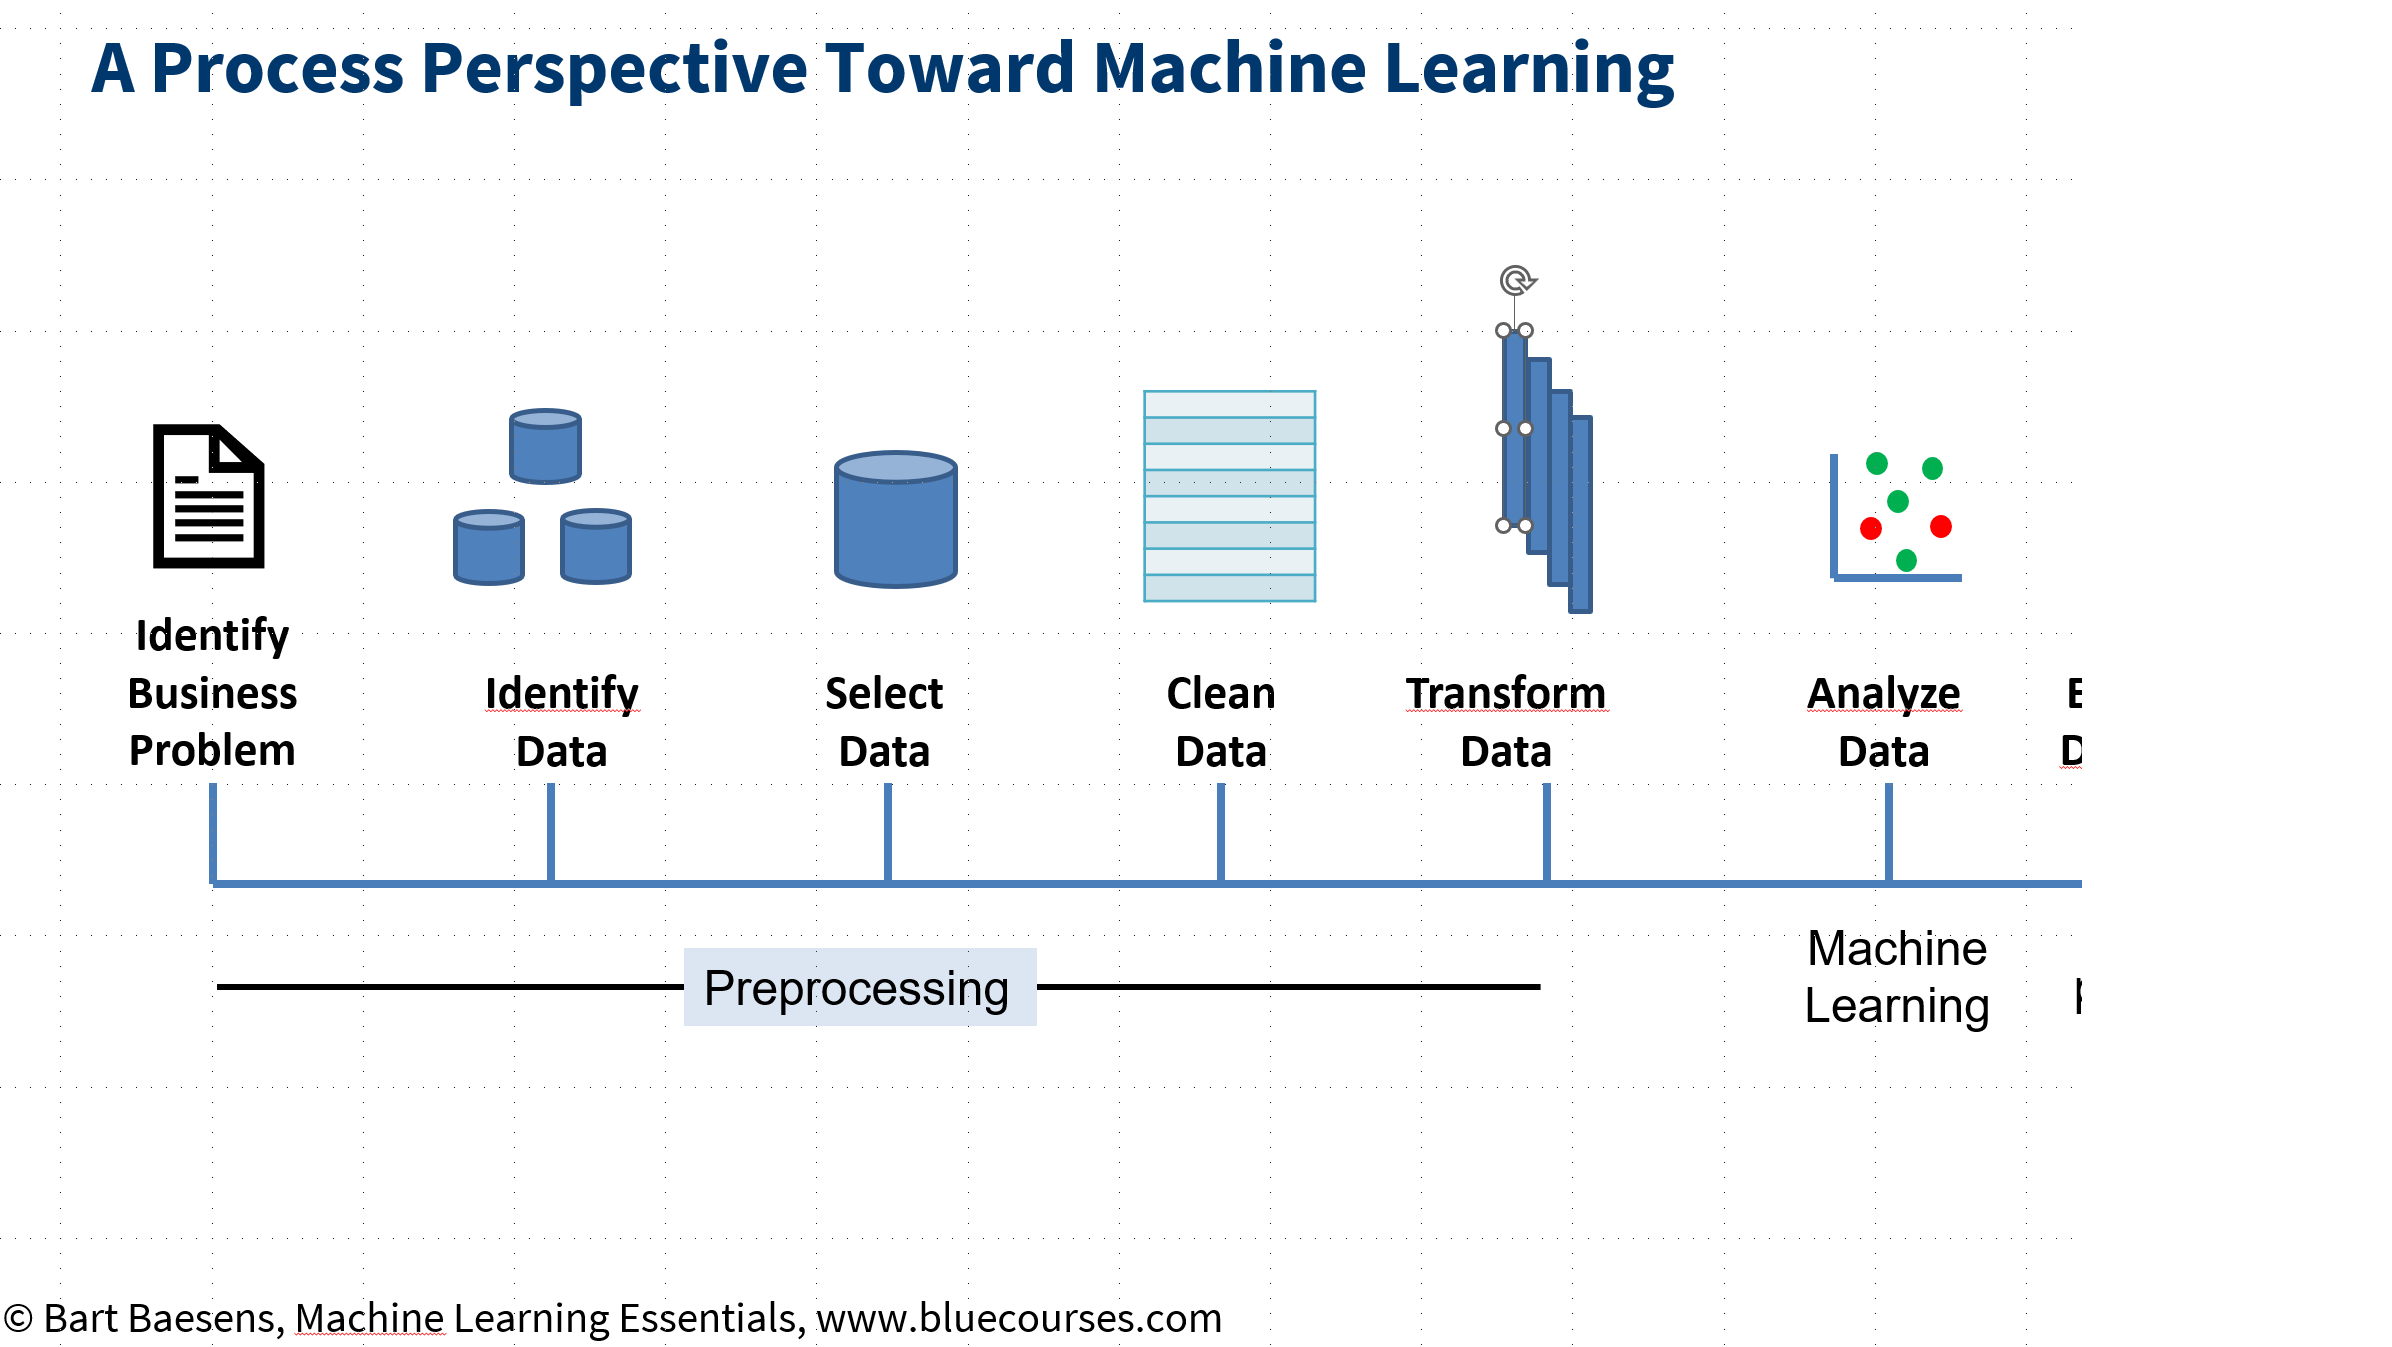 A Process Perspective Toward Machine Learning
Identify
Business
Problem
Identify
Data
Select
Data
Clean
Data
Transform
Data
Analyze
Data
Preprocessing
Machine
Learning
© Bart Baesens, Machine Learning Essentials, www.bluecourses.com